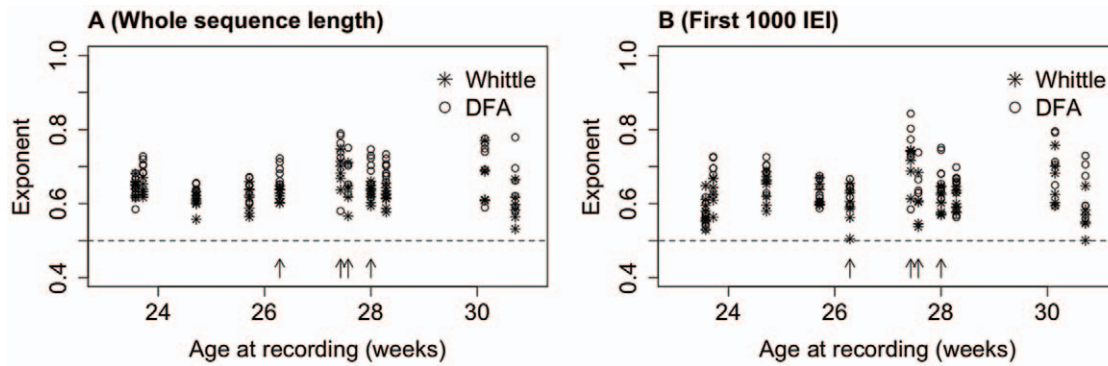 A (Whole sequence length)
Exponent
1.0
0.8
0.6
0.4
Whittle
DFA
24 26 28 30
Age at recording (weeks)
B (First 1000 IEI)
Exponent
1.0
0.8
0.6
0.4
Whittle
DFA
24 26 28 30
Age at recording (weeks)